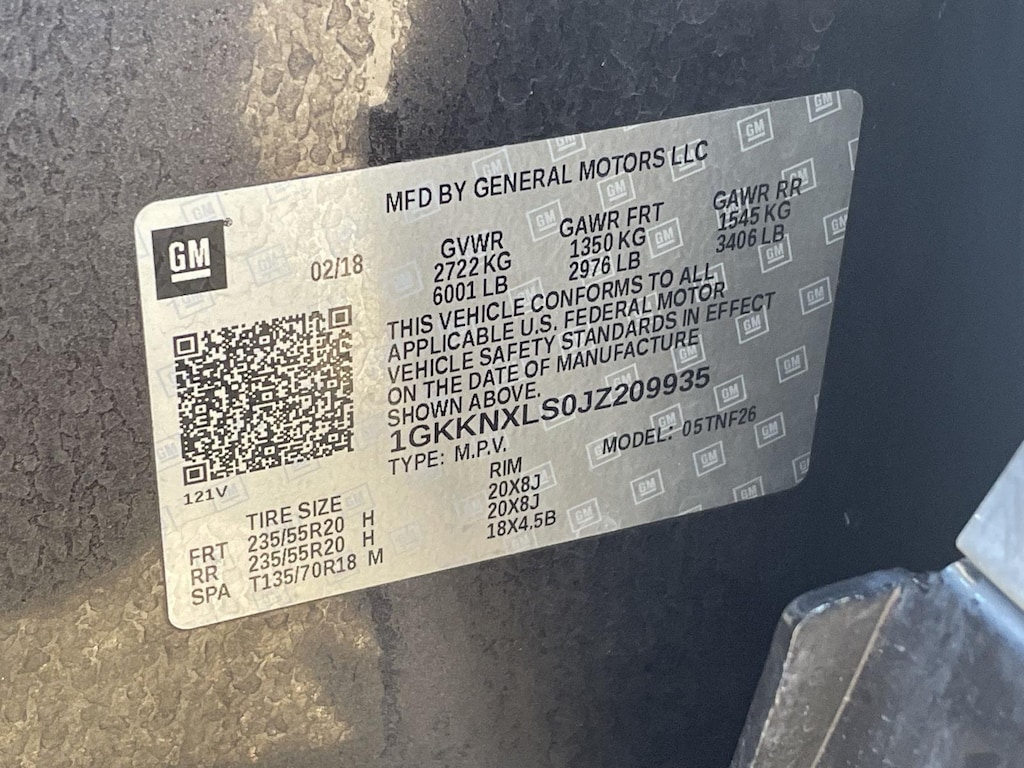 MFD BY GENERAL MOTORS LLC
GM
02/18
GVWR GAWR FRT GAWR RR
2722 KG 1350 KG 1545 KG
6001 LB 2976 LB 3406 LB
THIS VEHICLE CONFORMS TO ALL
APPLICABLE U.S. FEDERAL MOTOR
VEHICLE SAFETY STANDARDS IN EFFECT
ON THE DATE OF MANUFACTURE
SHOWN ABOVE.
1GKKNXLS0JZ209935
TYPE: M.P.V. MODEL: 05TNF26
121V
TIRE SIZE RIM
FRT 235/55R20 H 20X8J
RR 235/55R20 H 20X8J
SPA T135/70R18 M 18X4.5B